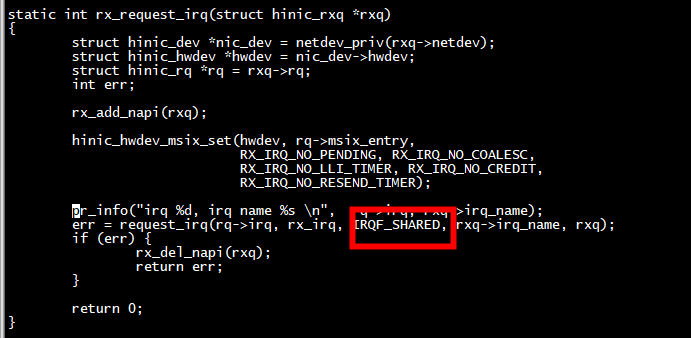 static int rx_request_irq(struct hinic_rxq *rxq)
{
struct hinic_dev *nic_dev = netdev_priv(rxq->netdev);
struct hinic_hwdev *hwdev = nic_dev->hwdev;
struct hinic_rq *rq = rxq->rq;
int err;
rx_add_napi(rxq);
hinic_hwdev_msix_set(hwdev, rq->msix_entry,
RX_IRQ_NO_PENDING, RX_IRQ_NO_COALESC,
RX_IRQ_NO_LLI_TIMER, RX_IRQ_NO_CREDIT,
RX_IRQ_NO_RESEND_TIMER);
pr_info("irq %d, irq name %s \n", q->irq, rxq->irq_name);
err = request_irq(rq->irq, rx_irq, IRQF_SHARED, rxq->irq_name, rxq);
if (err) {
rx_del_napi(rxq);
return err;
}
return 0;
}